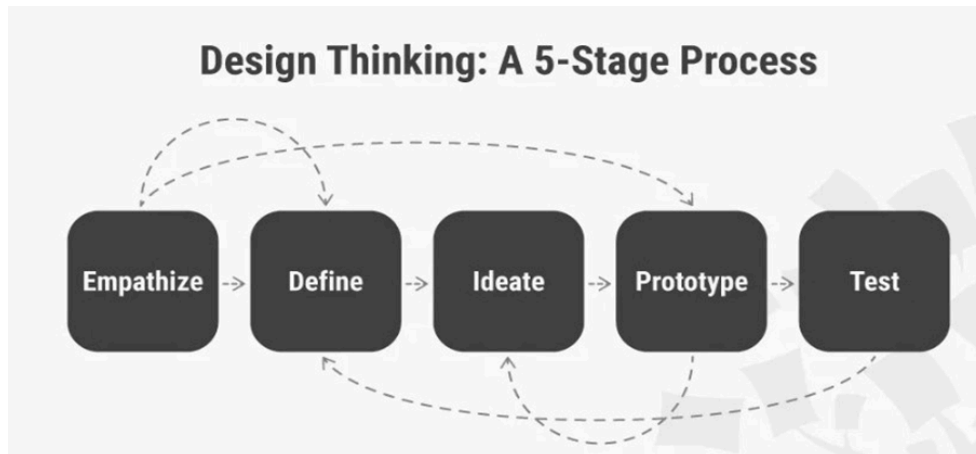 Design Thinking: A 5-Stage Process
Empathize
Define
Ideate
Prototype
Test